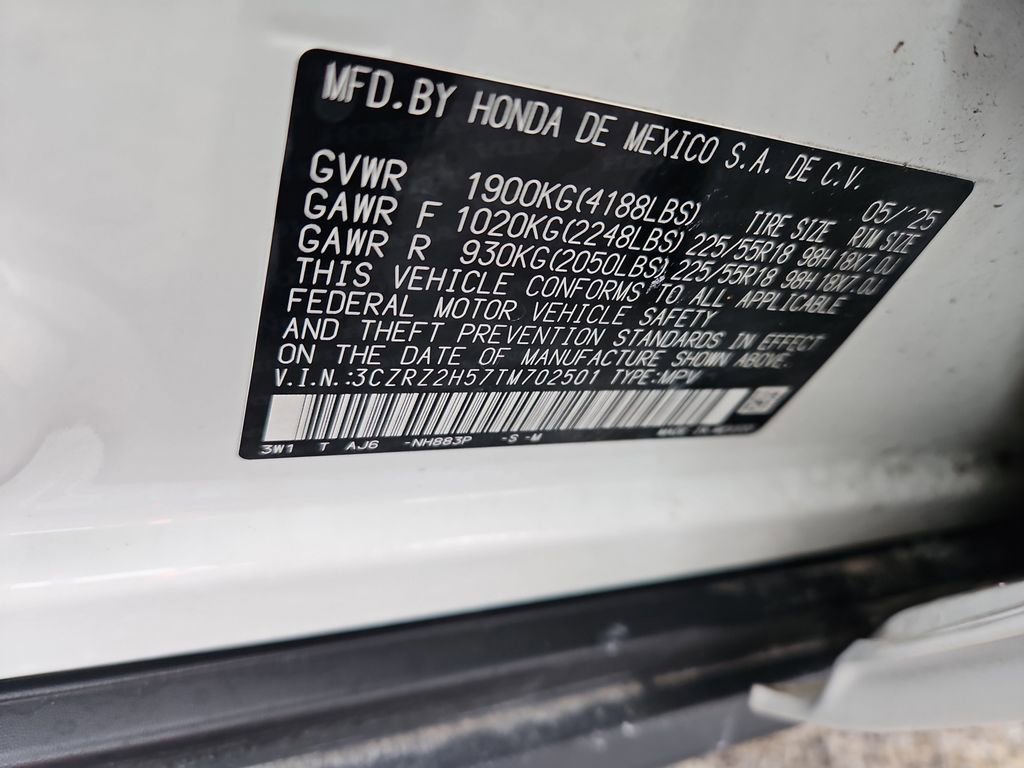 MFD.BY HONDA DE MEXICO S.A. DE C.V.
05/'25
GVWR 1900KG(4188LBS) TIRE SIZE RIM SIZE
GAWR F 1020KG(2248LBS) 225/55R18 98H 18X7.0J
GAWR R 930KG(2050LBS) 225/55R18 98H 18X7.0J
THIS VEHICLE CONFORMS TO ALL APPLICABLE
FEDERAL MOTOR VEHICLE SAFETY
AND THEFT PREVENTION STANDARDS IN EFFECT
ON THE DATE OF MANUFACTURE SHOWN ABOVE.
V.I.N.:3CZRZ2H57TM702501 TYPE:MPV
3W1 T AJ6 -NH883P -S -M MADE IN